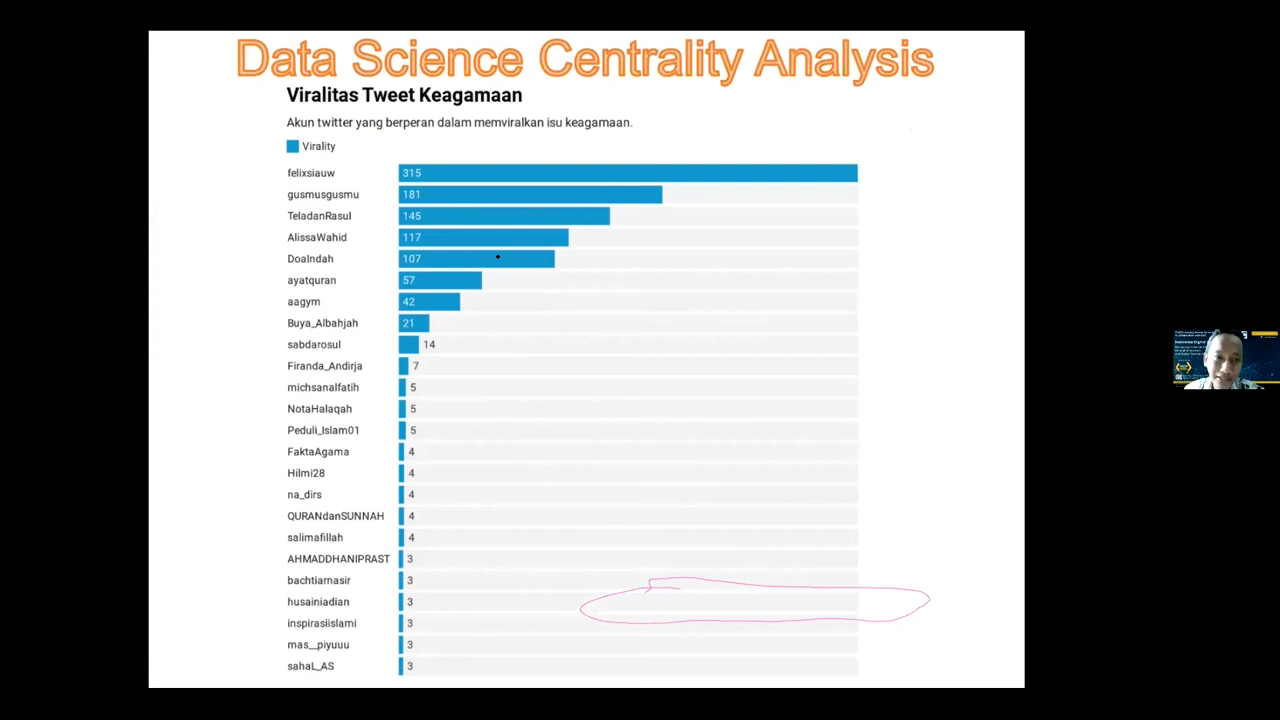 Data Science Centrality Analysis
Viralitas Tweet Keagamaan
Akun twitter yang berperan dalam memviralkan isu keagamaan.
Virality
felixsiauw 315
gusmusgusmu 181
TeladanRasul 145
AlissaWahid 117
DoaIndah 107
ayatquran 57
aagym 42
Buya_Albahjah 21
sabdarosul 14
Firanda_Andirja 7
michsanalfatih 5
NotaHalaqah 5
Peduli_Islam01 5
FaktaAgama 4
Hilmi28 4
na_dirs 4
QURANdanSUNNAH 4
salimafillah 4
AHMADDHANIPRAST 3
bachtiarnasir 3
husainiadian 3
inspirasiislami 3
mas__piyuuu 3
sahaL_AS 3